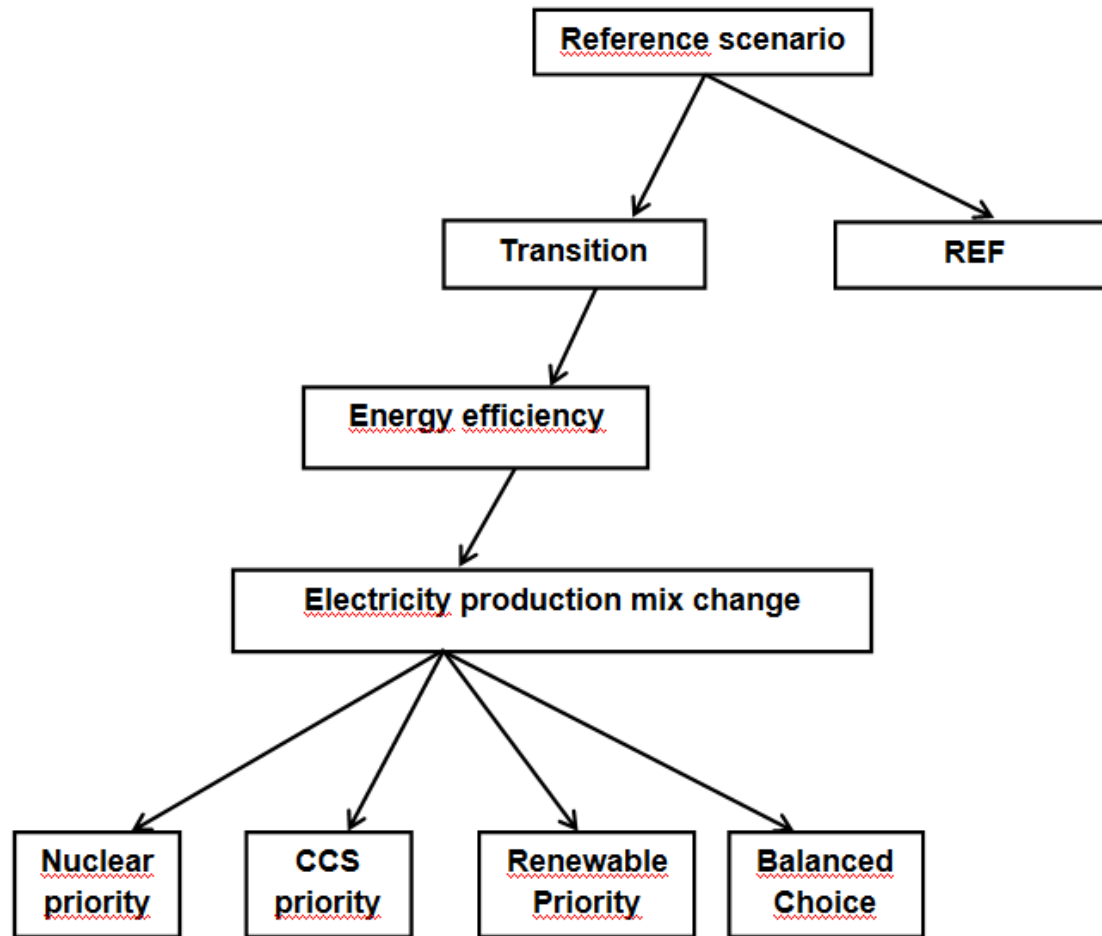 Reference scenario
Transition
REF
Energy efficiency
Electricity production mix change
Nuclear
priority
CCS
priority
Renewable
Priority
Balanced
Choice